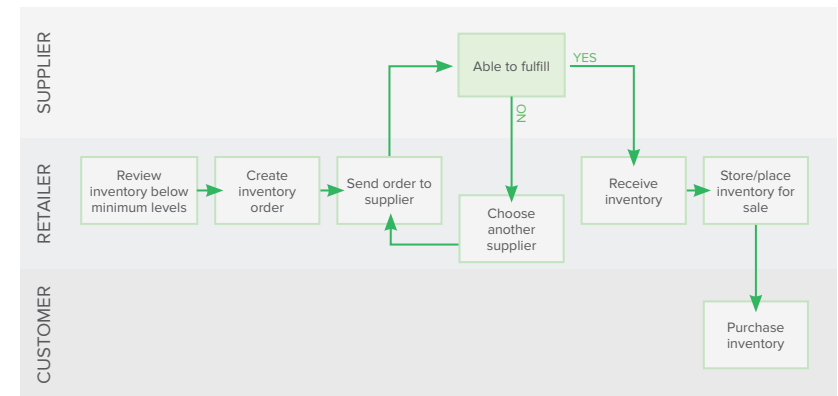 SUPPLIER
Able to fulfill
YES
NO
RETAILER
Review
inventory below
minimum levels
Create
inventory
order
Send order to
supplier
Choose
another
supplier
Receive
inventory
Store/place
inventory for
sale
CUSTOMER
Purchase
inventory